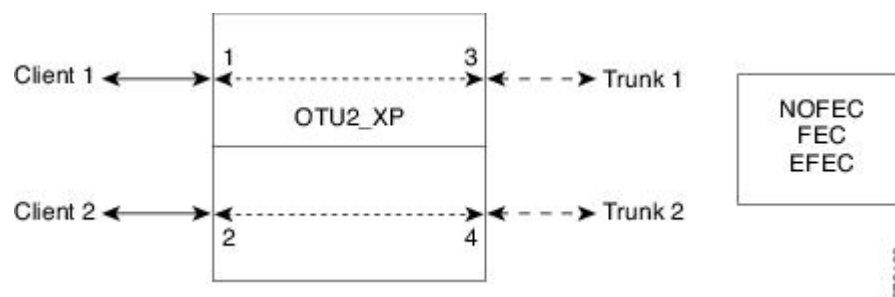 1 3
Client 1 Trunk 1
OTU2_XP
NOFEC
FEC
EFEC
Client 2 Trunk 2
2 4